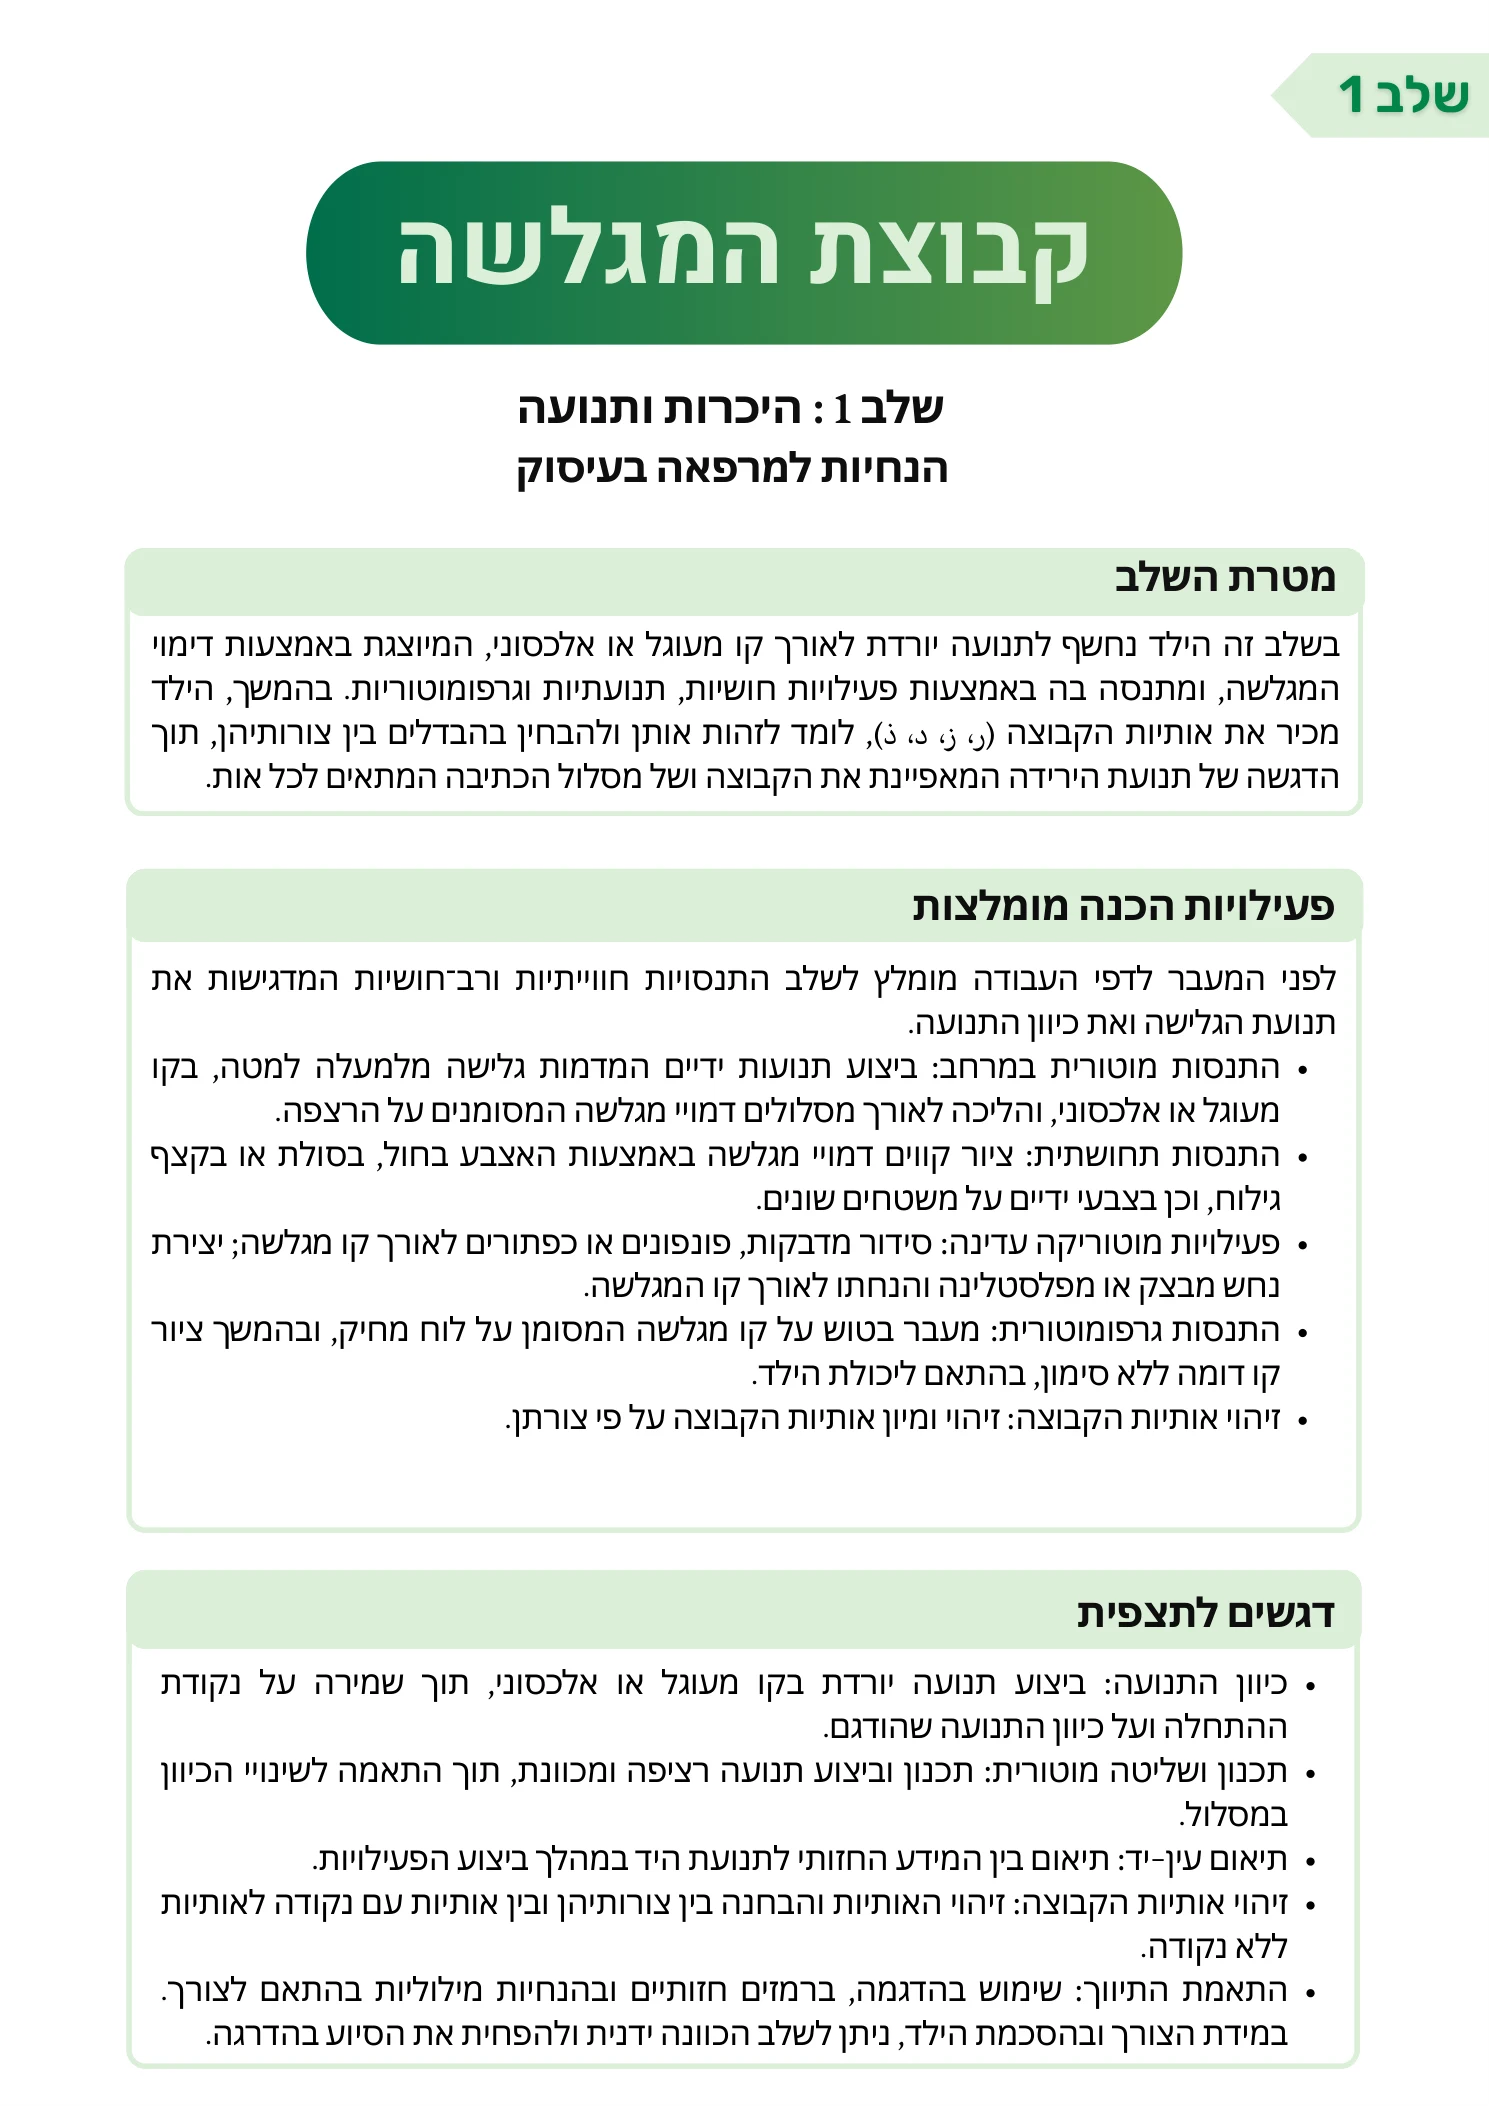 שלב 1
קבוצת המגלשה
שלב 1 : היכרות ותנועה
הנחיות למרפאה בעיסוק
מטרת השלב
בשלב זה הילד נחשף לתנועה יורדת לאורך קו מעוגל או אלכסוני, המיוצגת באמצעות דימוי
המגלשה, ומתנסה בה באמצעות פעילויות חושיות, תנועתיות וגרפומוטוריות. בהמשך, הילד
מכיר את אותיות הקבוצה (ر، ز، د، ذ), לומד לזהות אותן ולהבחין בהבדלים בין צורותיהן, תוך
הדגשה של תנועת הירידה המאפיינת את הקבוצה ושל מסלול הכתיבה המתאים לכל אות.
פעילויות הכנה מומלצות
לפני המעבר לדפי העבודה מומלץ לשלב התנסויות חווייתיות ורב־חושיות המדגישות את
תנועת הגלישה ואת כיוון התנועה.
• התנסות מוטורית במרחב: ביצוע תנועות ידיים המדמות גלישה מלמעלה למטה, בקו
מעוגל או אלכסוני, והליכה לאורך מסלולים דמויי מגלשה המסומנים על הרצפה.
• התנסות תחושתית: ציור קווים דמויי מגלשה באמצעות האצבע בחול, בסולת או בקצף
גילוח, וכן בצבעי ידיים על משטחים שונים.
• פעילויות מוטוריקה עדינה: סידור מדבקות, פונפונים או כפתורים לאורך קו מגלשה; יצירת
נחש מבצק או מפלסטלינה והנחתו לאורך קו המגלשה.
• התנסות גרפומוטורית: מעבר בטוש על קו מגלשה המסומן על לוח מחיק, ובהמשך ציור
קו דומה ללא סימון, בהתאם ליכולת הילד.
• זיהוי אותיות הקבוצה: זיהוי ומיון אותיות הקבוצה על פי צורתן.
דגשים לתצפית
• כיוון התנועה: ביצוע תנועה יורדת בקו מעוגל או אלכסוני, תוך שמירה על נקודת
ההתחלה ועל כיוון התנועה שהודגם.
• תכנון ושליטה מוטורית: תכנון וביצוע תנועה רציפה ומכוונת, תוך התאמה לשינויי הכיוון
במסלול.
• תיאום עין-יד: תיאום בין המידע החזותי לתנועת היד במהלך ביצוע הפעילויות.
• זיהוי אותיות הקבוצה: זיהוי האותיות והבחנה בין צורותיהן ובין אותיות עם נקודה לאותיות
ללא נקודה.
• התאמת התיווך: שימוש בהדגמה, ברמזים חזותיים ובהנחיות מילוליות בהתאם לצורך.
במידת הצורך ובהסכמת הילד, ניתן לשלב הכוונה ידנית ולהפחית את הסיוע בהדרגה.